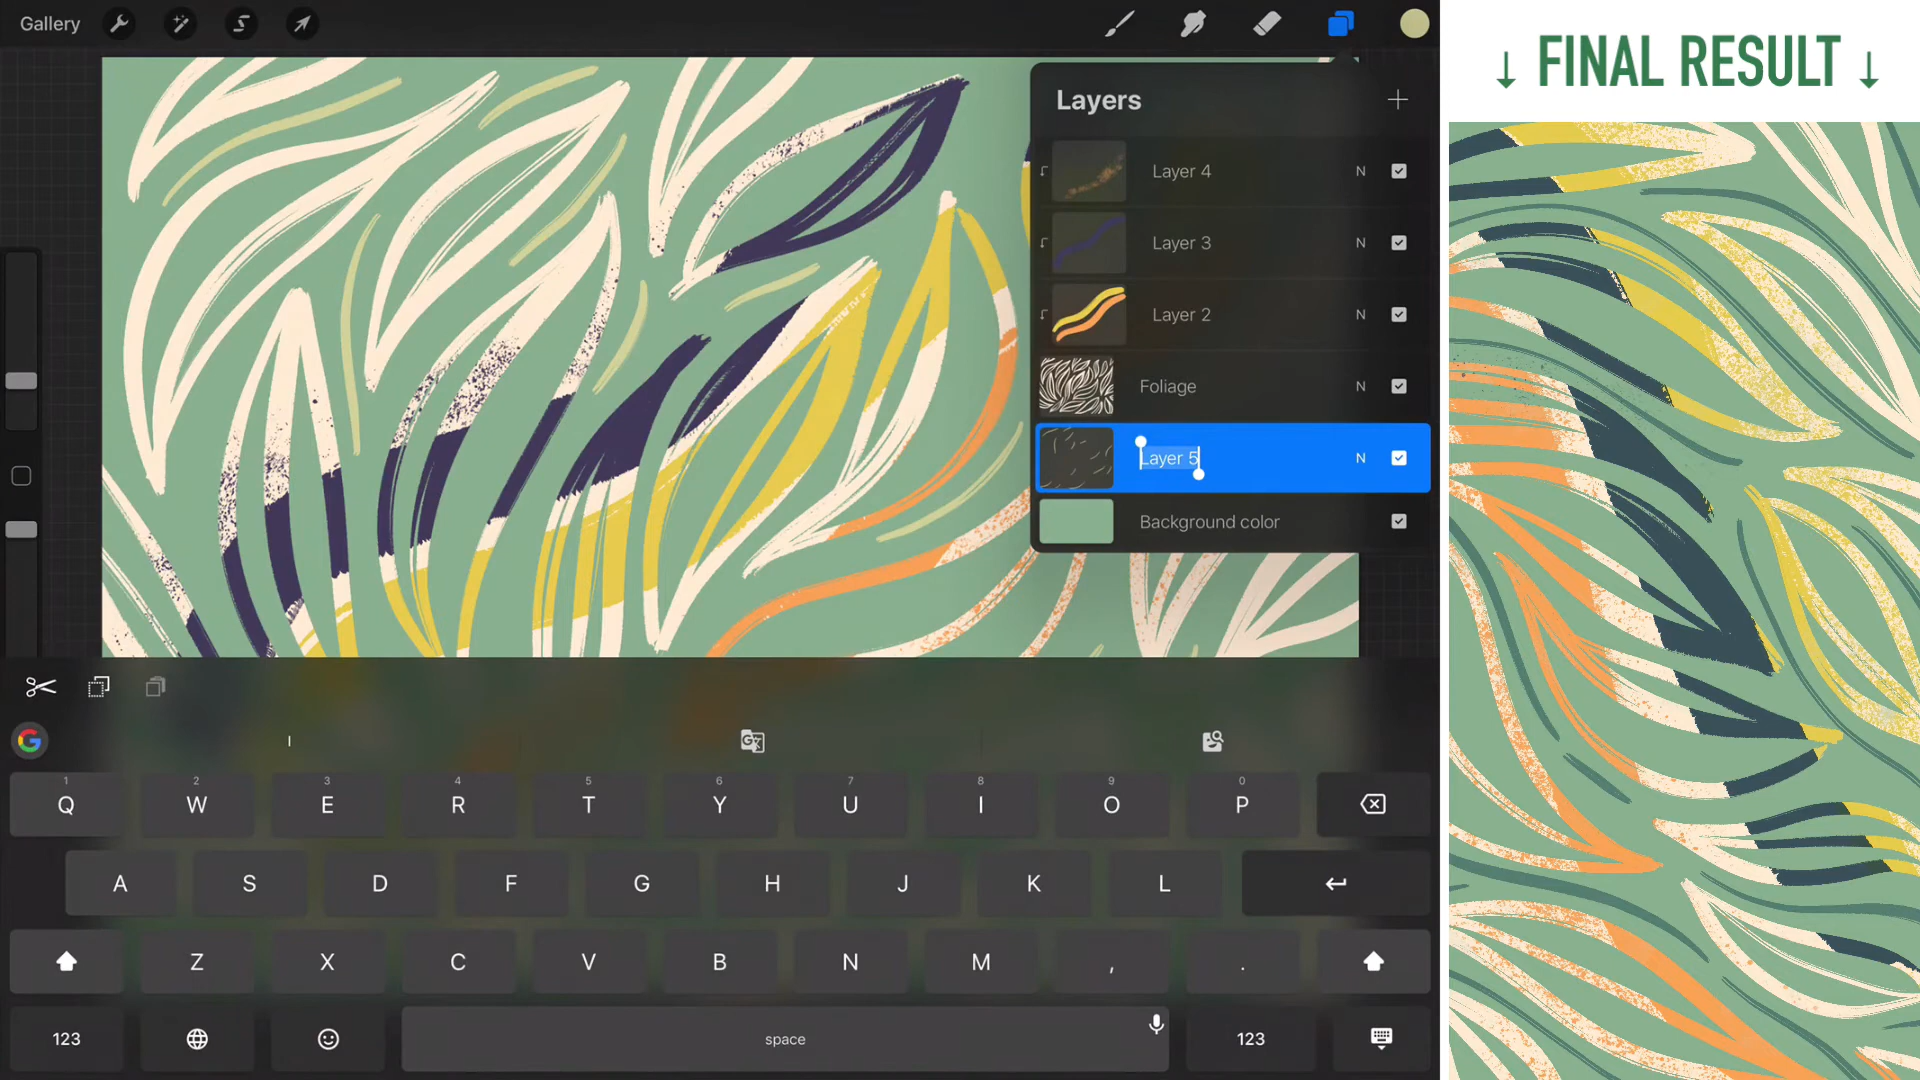 Gallery
↓ FINAL RESULT ↓
Layers
Layer 4 N
Layer 3 N
Layer 2 N
Foliage N
Layer 5 N
Background color
I
1 2 3 4 5 6 7 8 9 0
Q W E R T Y U I O P
A S D F G H J K L
Z X C V B N M , .
123 space 123